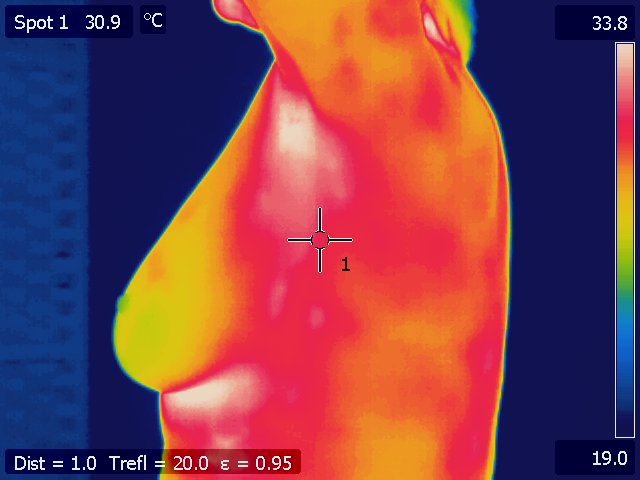 Spot 1 30.9 °C
33.8
1
19.0
Dist = 1.0 Trefl = 20.0 ε = 0.95